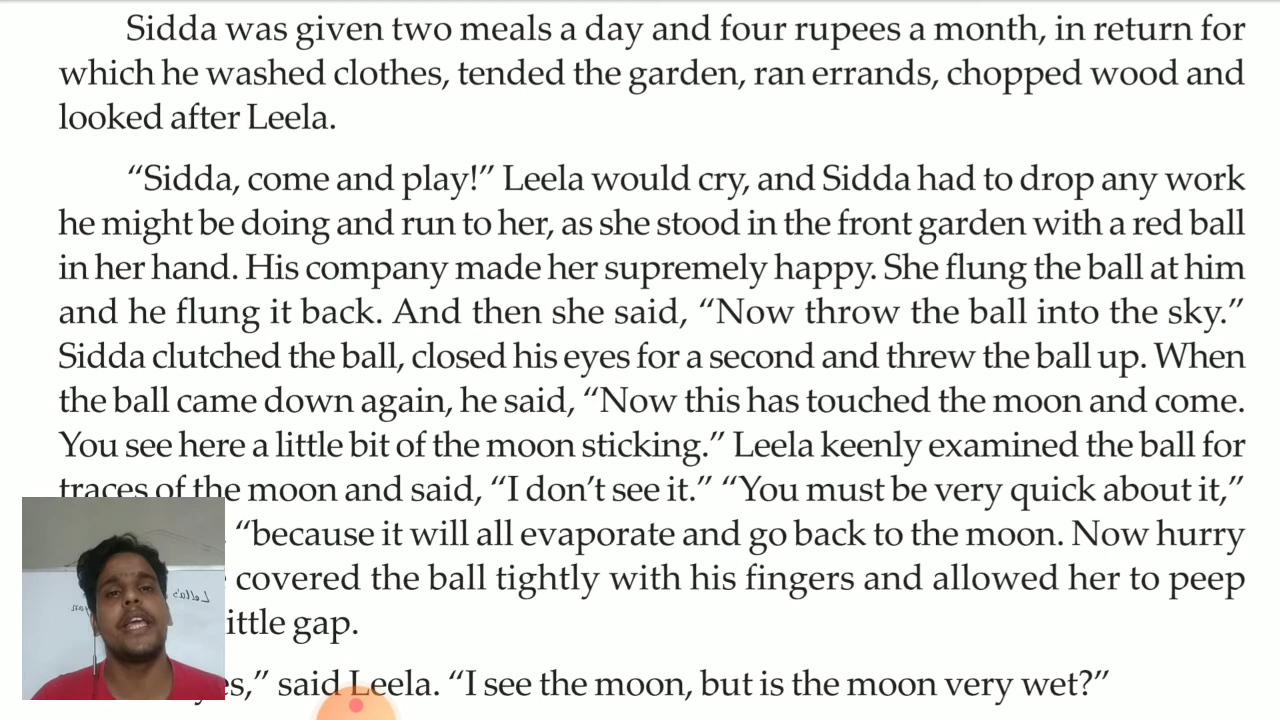 Sidda was given two meals a day and four rupees a month, in return for
which he washed clothes, tended the garden, ran errands, chopped wood and
looked after Leela.
“Sidda, come and play!” Leela would cry, and Sidda had to drop any work
he might be doing and run to her, as she stood in the front garden with a red ball
in her hand. His company made her supremely happy. She flung the ball at him
and he flung it back. And then she said, “Now throw the ball into the sky.”
Sidda clutched the ball, closed his eyes for a second and threw the ball up. When
the ball came down again, he said, “Now this has touched the moon and come.
You see here a little bit of the moon sticking.” Leela keenly examined the ball for
traces of the moon and said, “I don’t see it.” “You must be very quick about it,”
“because it will all evaporate and go back to the moon. Now hurry
covered the ball tightly with his fingers and allowed her to peep
ittle gap.
es,” said Leela. “I see the moon, but is the moon very wet?”